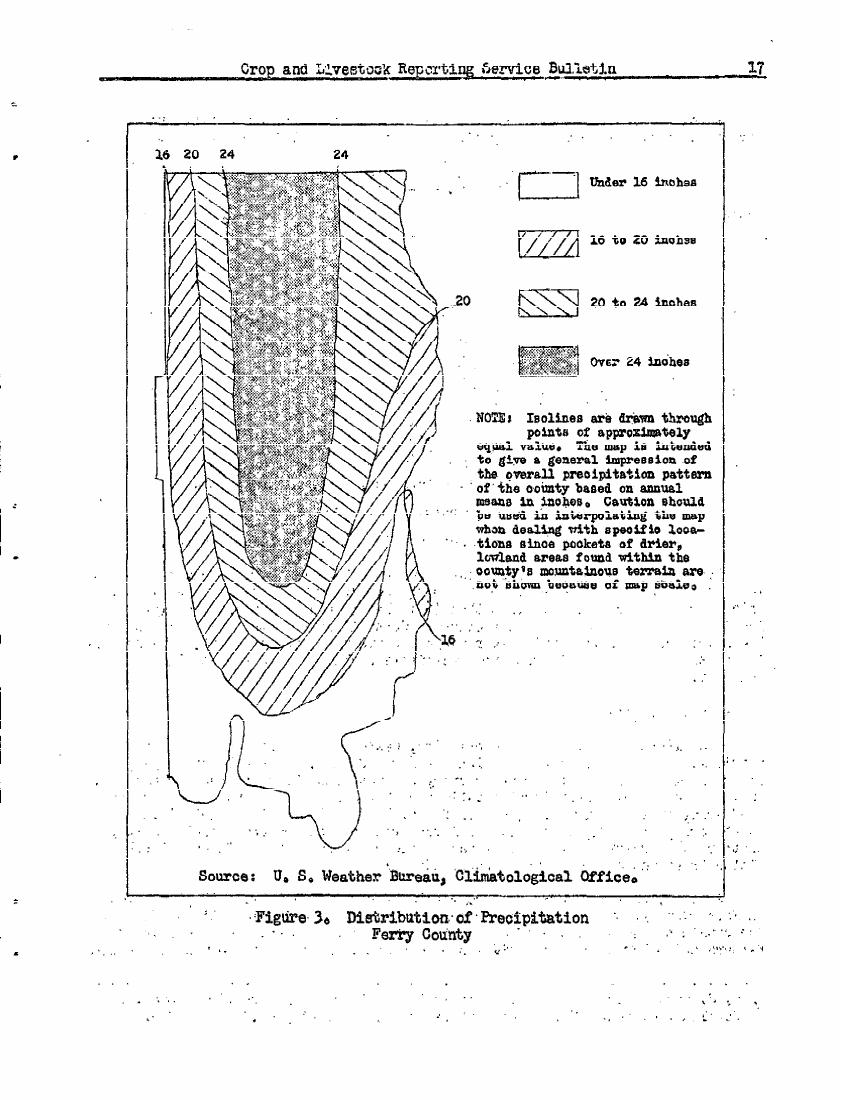 Crop and Livestock Reporting Service Bulletin 17
16 20 24 24
Under 16 inches
16 to 20 inches
20
20 to 24 inches
Over 24 inches
NOTE: Isolines are drawn through
points of approximately
equal value. The map is intended
to give a general impression of
the overall precipitation pattern
of the county based on annual
means in inches. Caution should
be used in interpolating the map
when dealing with specific loca-
tions since pockets of drier,
lowland areas found within the
county's mountainous terrain are
not shown because of map scale.
16
Source: U. S. Weather Bureau, Climatological Office.
Figure 3. Distribution of Precipitation
Ferry County